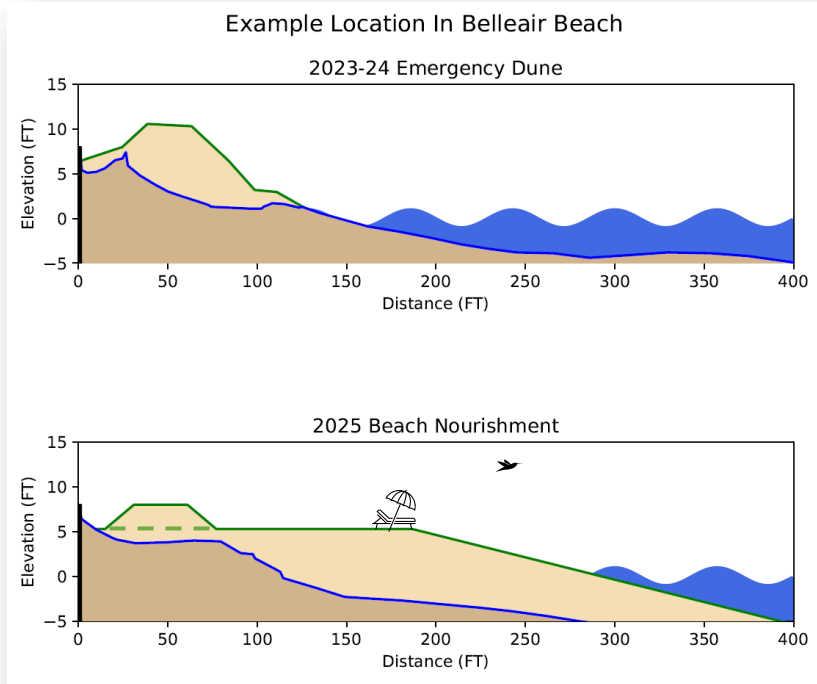 Example Location In Belleair Beach
2023-24 Emergency Dune
15
10
5
0
−5
Elevation (FT)
0 50 100 150 200 250 300 350 400
Distance (FT)
2025 Beach Nourishment
15
10
5
0
−5
Elevation (FT)
0 50 100 150 200 250 300 350 400
Distance (FT)